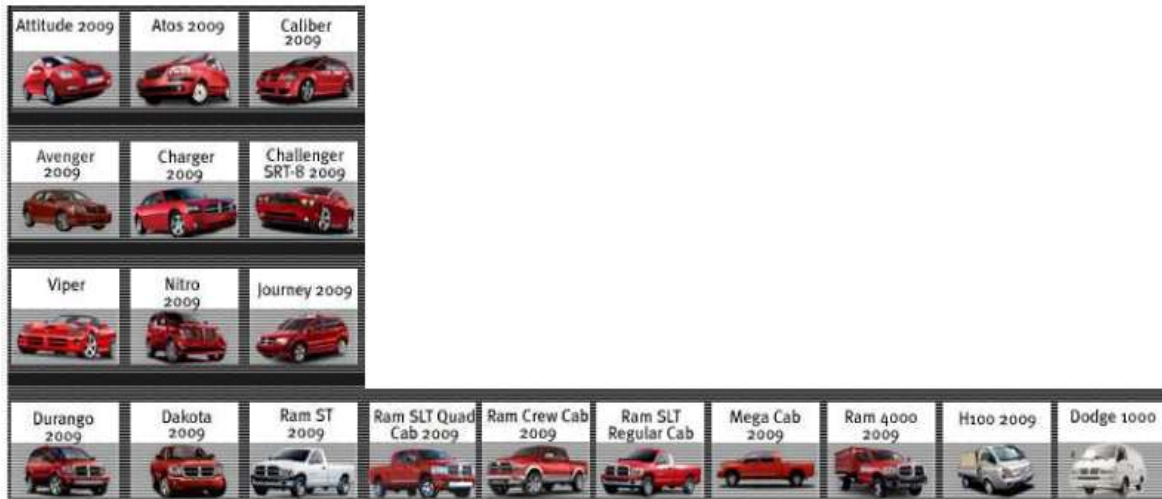 Attitude 2009
Atos 2009
Caliber
2009
Avenger
2009
Charger
2009
Challenger
SRT-8 2009
Viper
Nitro
2009
Journey 2009
Durango
2009
Dakota
2009
Ram ST
2009
Ram SLT Quad
Cab 2009
Ram Crew Cab
2009
Ram SLT
Regular Cab
Mega Cab
2009
Ram 4000
2009
H100 2009
Dodge 1000